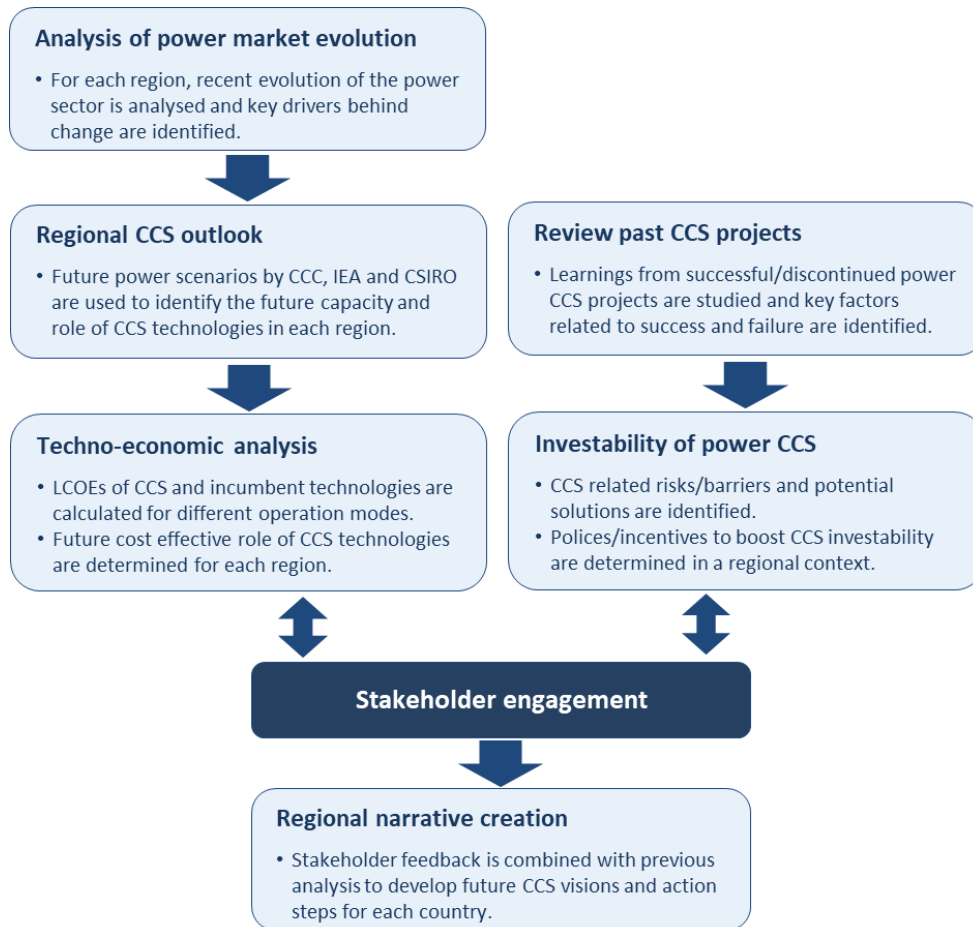 Analysis of power market evolution
• For each region, recent evolution of the power
sector is analysed and key drivers behind
change are identified.
Regional CCS outlook
• Future power scenarios by CCC, IEA and CSIRO
are used to identify the future capacity and
role of CCS technologies in each region.
Review past CCS projects
• Learnings from successful/discontinued power
CCS projects are studied and key factors
related to success and failure are identified.
Techno-economic analysis
• LCOEs of CCS and incumbent technologies are
calculated for different operation modes.
• Future cost effective role of CCS technologies
are determined for each region.
Investability of power CCS
• CCS related risks/barriers and potential
solutions are identified.
• Polices/incentives to boost CCS investability
are determined in a regional context.
Stakeholder engagement
Regional narrative creation
• Stakeholder feedback is combined with previous
analysis to develop future CCS visions and action
steps for each country.